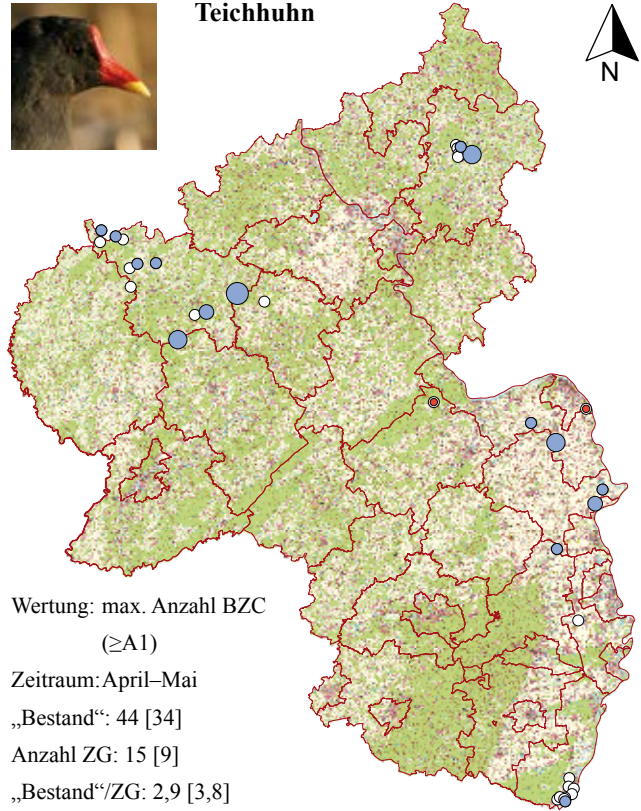 Teichhuhn
N
Wertung: max. Anzahl BZC
(≥A1)
Zeitraum: April–Mai
„Bestand“: 44 [34]
Anzahl ZG: 15 [9]
„Bestand“/ZG: 2,9 [3,8]